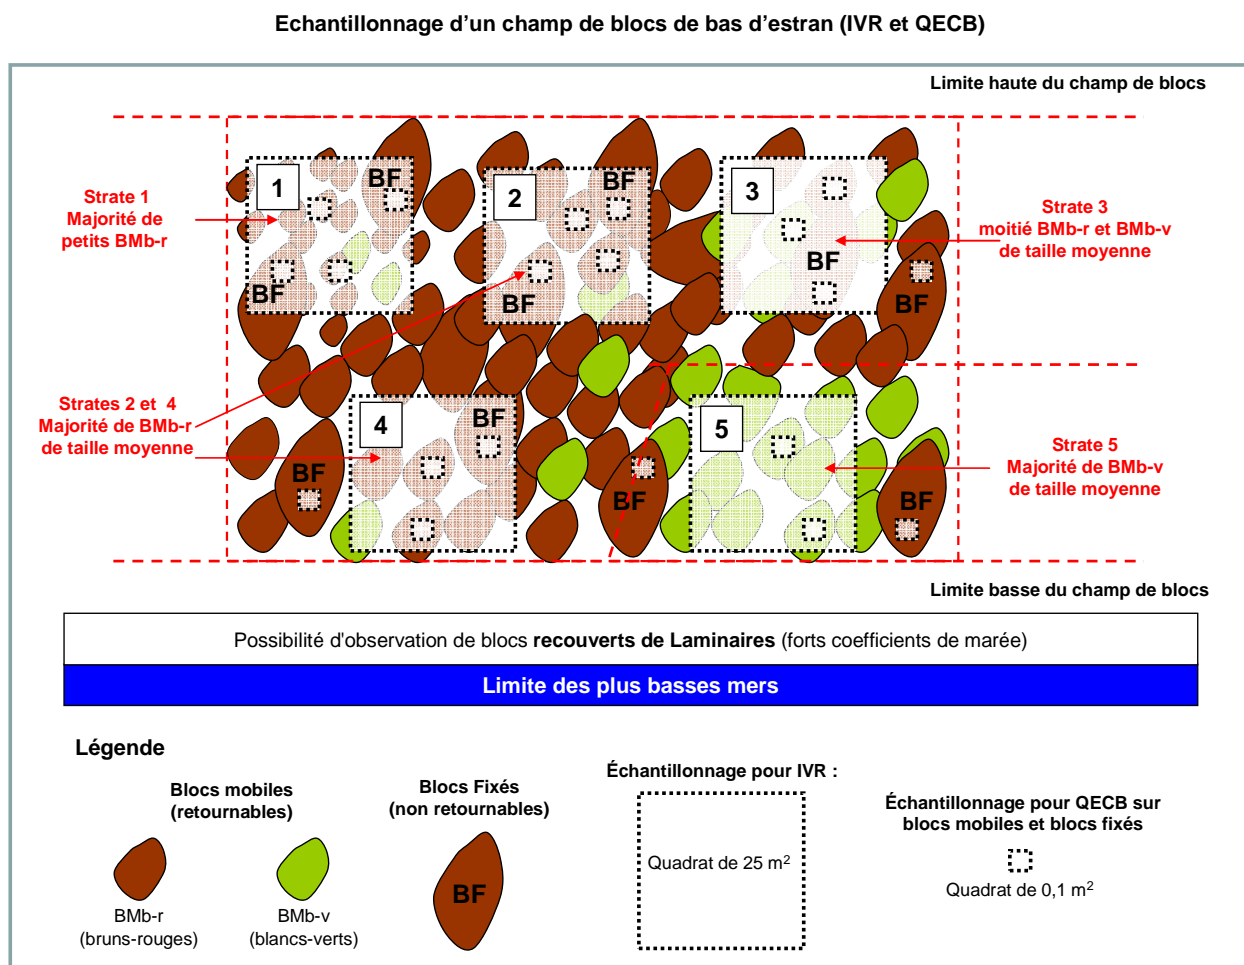 Echantillonnage d'un champ de blocs de bas d'estran (IVR et QECB)
Limite haute du champ de blocs
Strate 1
Majorité de
petits BMb-r
1
BF
BF
2
BF
BF
3
BF
BF
Strate 3
moitié BMb-r et BMb-v
de taille moyenne
Strates 2 et 4
Majorité de BMb-r
de taille moyenne
BF
4
BF
BF
5
BF
Strate 5
Majorité de BMb-v
de taille moyenne
Limite basse du champ de blocs
Possibilité d'observation de blocs recouverts de Laminaires (forts coefficients de marée)
Limite des plus basses mers
Légende
Blocs mobiles
(retournables)
BMb-r
(bruns-rouges)
BMb-v
(blancs-verts)
Blocs Fixés
(non retournables)
BF
Échantillonnage pour IVR :
Quadrat de 25 m²
Échantillonnage pour QECB sur
blocs mobiles et blocs fixés
Quadrat de 0,1 m²